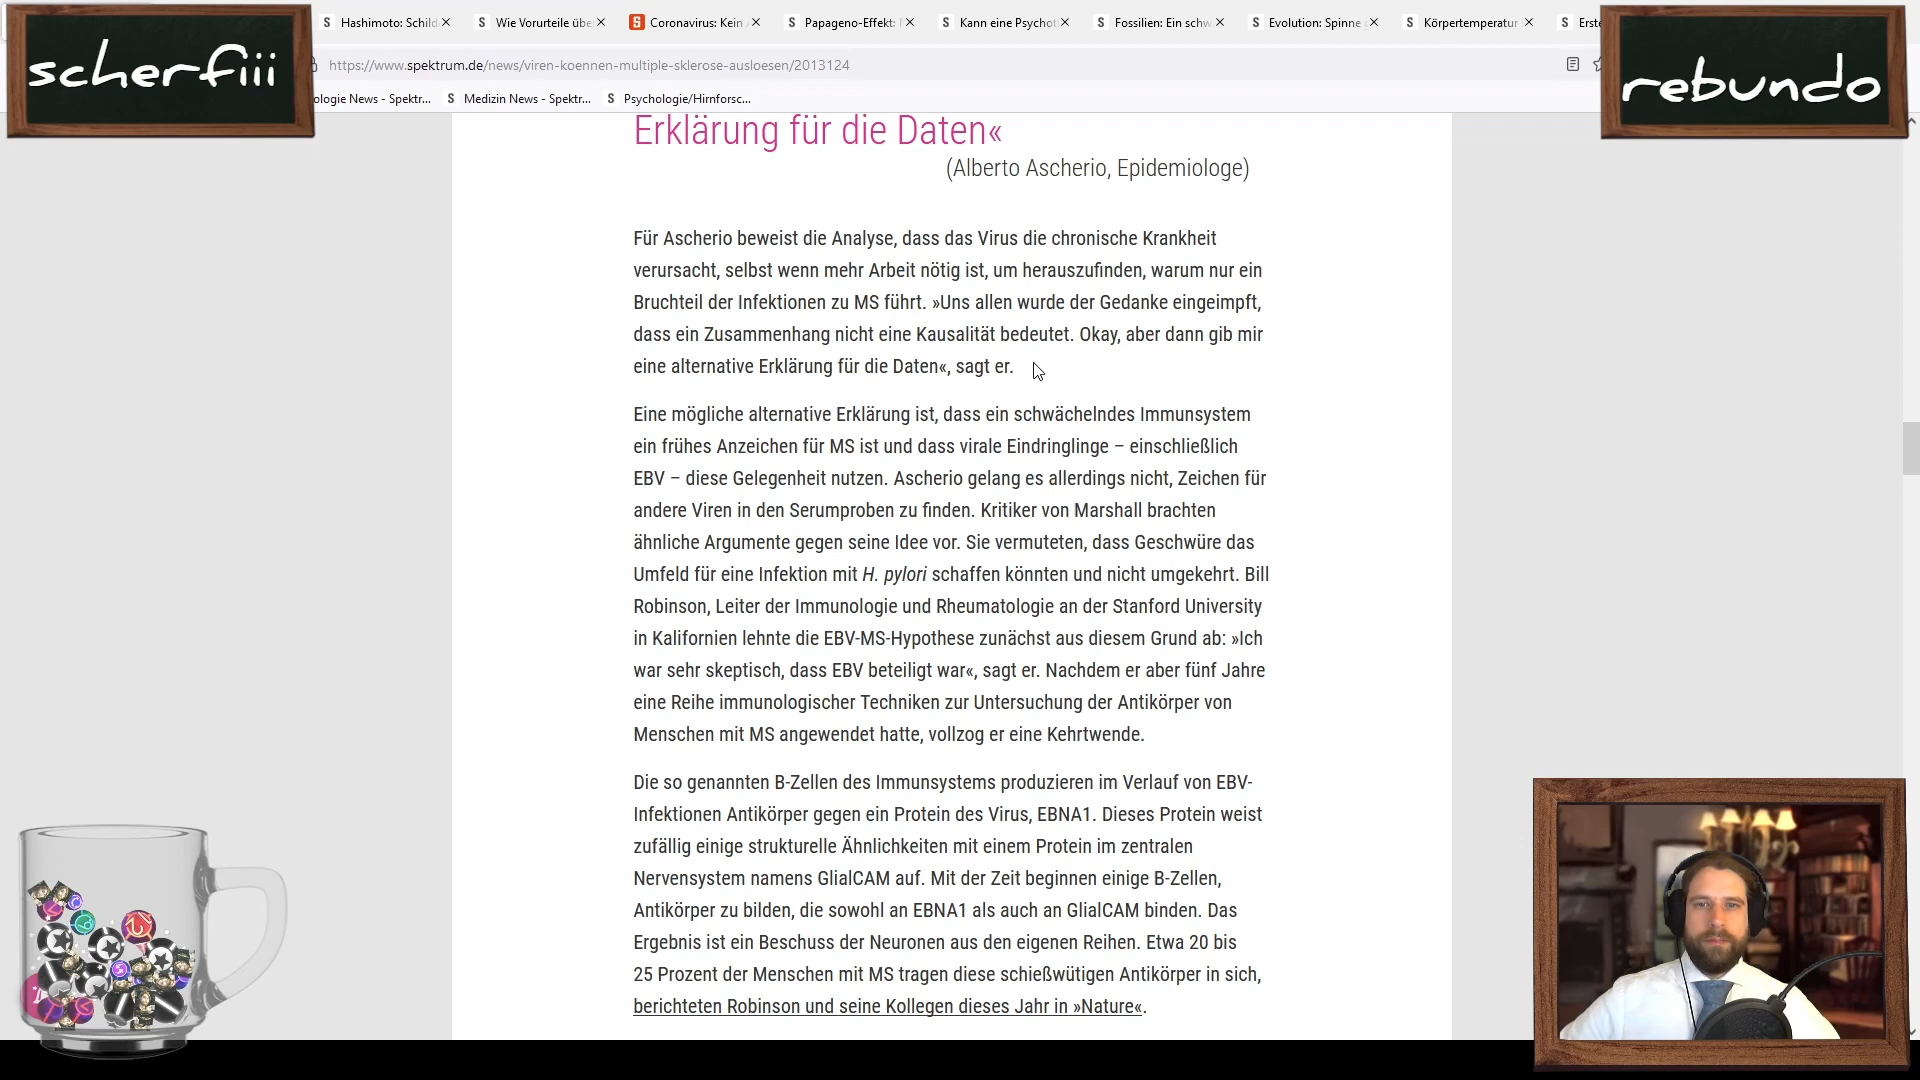 scherfiii
Hashimoto: Schild
Wie Vorurteile übe
Coronavirus: Kein
Papageno-Effekt:
Kann eine Psychot
Fossilien: Ein schw
Evolution: Spinne
Körpertemperatur
Erste
rebundo
https://www.spektrum.de/news/viren-koennen-multiple-sklerose-ausloesen/2013124
ologie News - Spektr...
Medizin News - Spektr...
Psychologie/Hirnforsc...
Erklärung für die Daten«
(Alberto Ascherio, Epidemiologe)
Für Ascherio beweist die Analyse, dass das Virus die chronische Krankheit
verursacht, selbst wenn mehr Arbeit nötig ist, um herauszufinden, warum nur ein
Bruchteil der Infektionen zu MS führt. »Uns allen wurde der Gedanke eingeimpft,
dass ein Zusammenhang nicht eine Kausalität bedeutet. Okay, aber dann gib mir
eine alternative Erklärung für die Daten«, sagt er.
Eine mögliche alternative Erklärung ist, dass ein schwächelndes Immunsystem
ein frühes Anzeichen für MS ist und dass virale Eindringlinge – einschließlich
EBV – diese Gelegenheit nutzen. Ascherio gelang es allerdings nicht, Zeichen für
andere Viren in den Serumproben zu finden. Kritiker von Marshall brachten
ähnliche Argumente gegen seine Idee vor. Sie vermuteten, dass Geschwüre das
Umfeld für eine Infektion mit H. pylori schaffen könnten und nicht umgekehrt. Bill
Robinson, Leiter der Immunologie und Rheumatologie an der Stanford University
in Kalifornien lehnte die EBV-MS-Hypothese zunächst aus diesem Grund ab: »Ich
war sehr skeptisch, dass EBV beteiligt war«, sagt er. Nachdem er aber fünf Jahre
eine Reihe immunologischer Techniken zur Untersuchung der Antikörper von
Menschen mit MS angewendet hatte, vollzog er eine Kehrtwende.
Die so genannten B-Zellen des Immunsystems produzieren im Verlauf von EBV-
Infektionen Antikörper gegen ein Protein des Virus, EBNA1. Dieses Protein weist
zufällig einige strukturelle Ähnlichkeiten mit einem Protein im zentralen
Nervensystem namens GlialCAM auf. Mit der Zeit beginnen einige B-Zellen,
Antikörper zu bilden, die sowohl an EBNA1 als auch an GlialCAM binden. Das
Ergebnis ist ein Beschuss der Neuronen aus den eigenen Reihen. Etwa 20 bis
25 Prozent der Menschen mit MS tragen diese schießwütigen Antikörper in sich,
berichteten Robinson und seine Kollegen dieses Jahr in »Nature«.